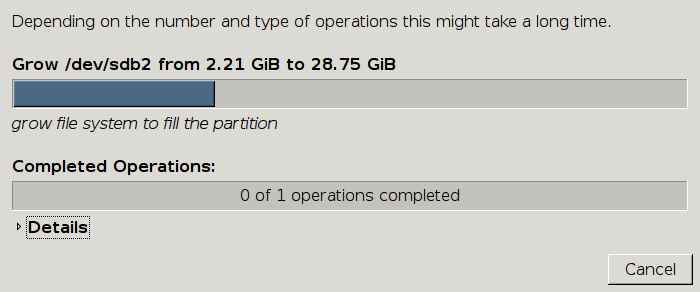 Depending on the number and type of operations this might take a long time.
Grow /dev/sdb2 from 2.21 GiB to 28.75 GiB
grow file system to fill the partition
Completed Operations:
0 of 1 operations completed
Details
Cancel